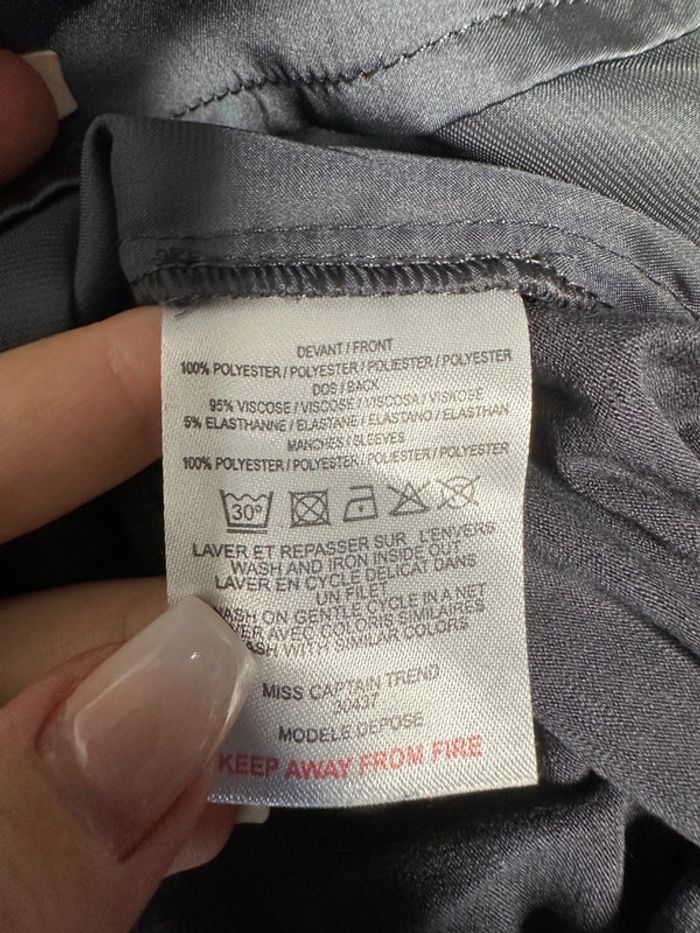 DEVANT / FRONT
100% POLYESTER / POLYESTER / POLIESTER / POLYESTER
DOS / BACK
95% VISCOSE / VISCOSE / VISCOSA / VISKOSE
5% ELASTHANNE / ELASTANE / ELASTANO / ELASTHAN
MANCHES / SLEEVES
100% POLYESTER / POLYESTER / POLIESTER / POLYESTER
30°
LAVER ET REPASSER SUR L'ENVERS
WASH AND IRON INSIDE OUT
LAVER EN CYCLE DELICAT DANS
UN FILET
WASH ON GENTLE CYCLE IN A NET
VER AVEC COLORIS SIMILAIRES
ASH WITH SIMILAR COLORS
MISS CAPTAIN TREND
30437
MODELE DEPOSE
KEEP AWAY FROM FIRE